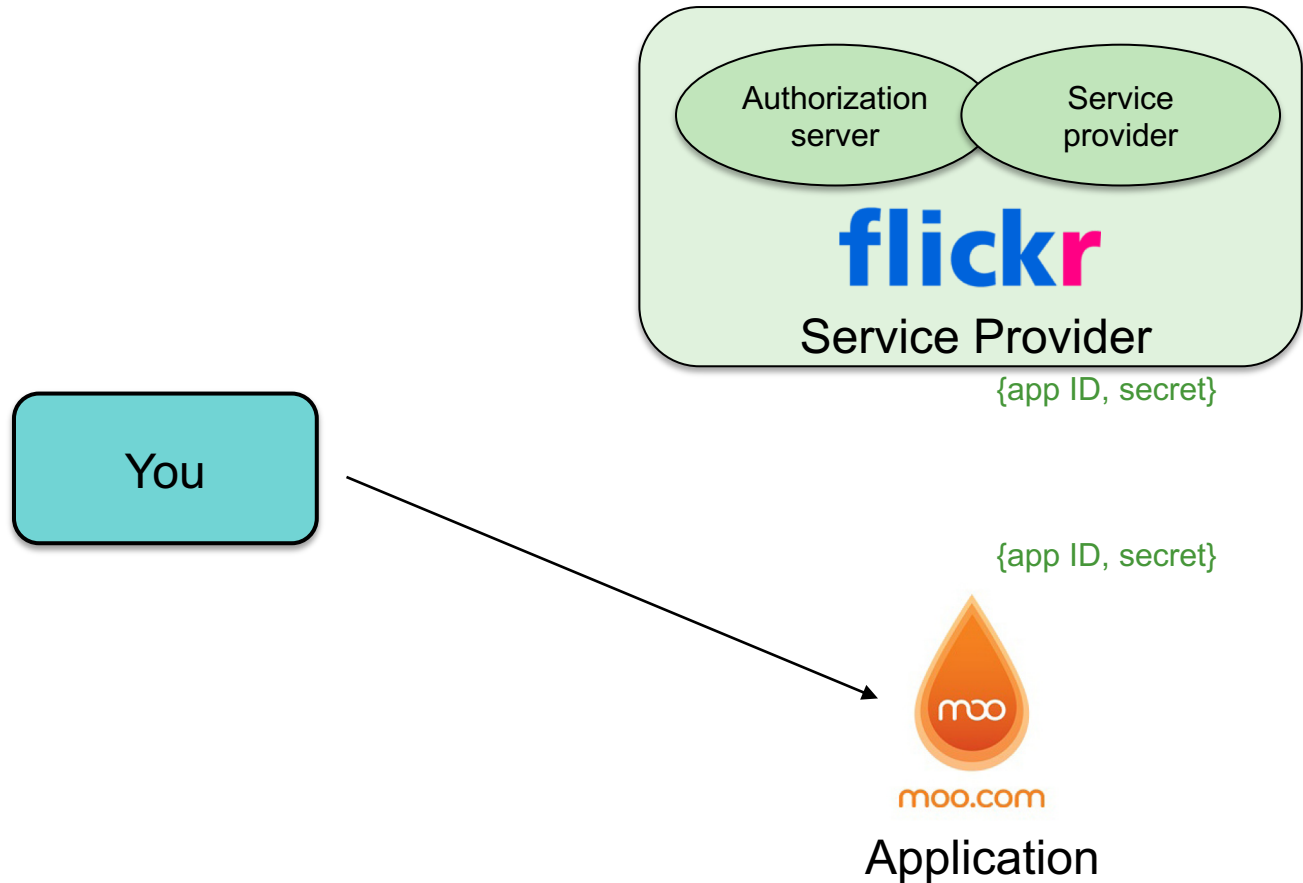 Authorization
server
Service
provider
flickr
Service Provider
{app ID, secret}
You
{app ID, secret}
moo
moo.com
Application